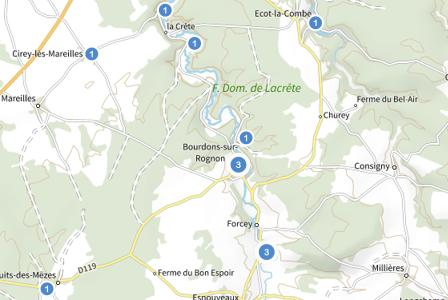 1
Ecot-la-Combe
1
la Crête
1
Cirey-lès-Mareilles
1
F. Dom. de Lacrête
Mareilles
Ferme du Bel-Air
Churey
1
Bourdons-sur-
Rognon
3
Consigny
Forcey
3
D119
Ferme du Bon Espoir
Millières
uits-des-Mèzes
1
Esnouveaux